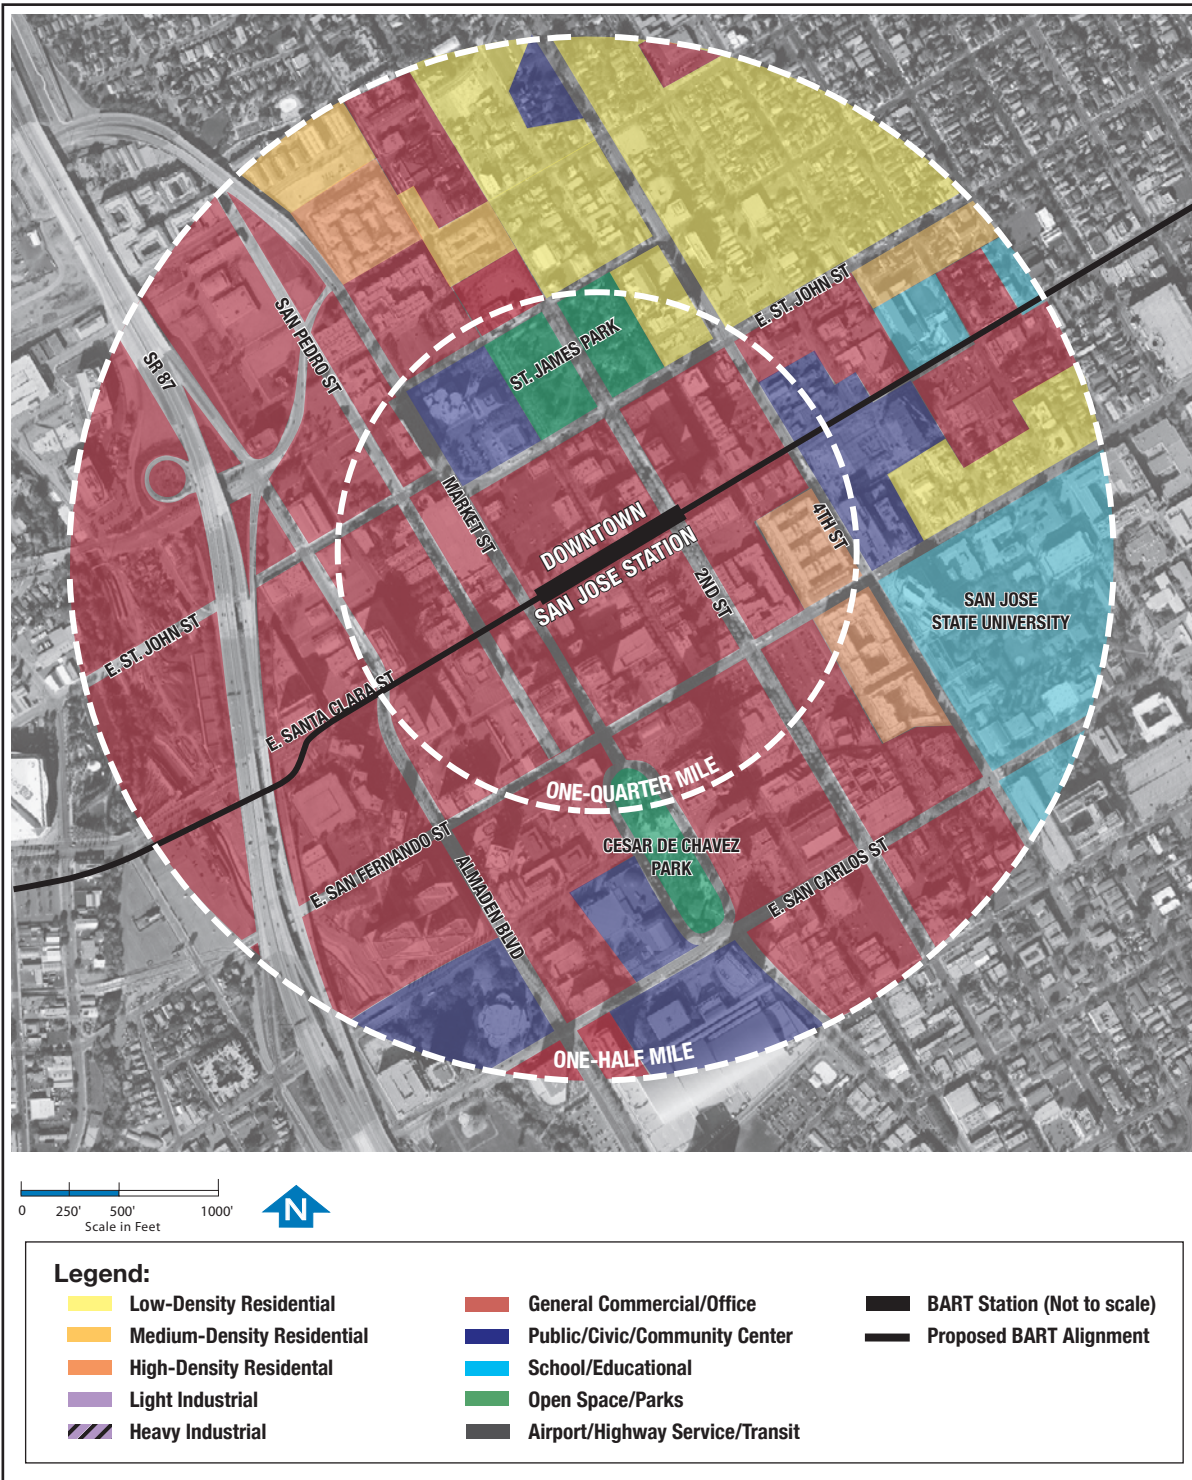 E. ST. JOHN ST
SAN PEDRO ST
ST. JAMES PARK
SR 87
MARKET ST
4TH ST
DOWNTOWN
SAN JOSE STATION
2ND ST
SAN JOSE
STATE UNIVERSITY
E. ST. JOHN ST
E. SANTA CLARA ST
ONE-QUARTER MILE
E. SAN FERNANDO ST
CESAR DE CHAVEZ
PARK
ALMADEN BLVD
E. SAN CARLOS ST
ONE-HALF MILE
0 250' 500' 1000'
Scale in Feet
N
Legend:
Low-Density Residential
Medium-Density Residential
High-Density Residental
Light Industrial
Heavy Industrial
General Commercial/Office
Public/Civic/Community Center
School/Educational
Open Space/Parks
Airport/Highway Service/Transit
BART Station (Not to scale)
Proposed BART Alignment